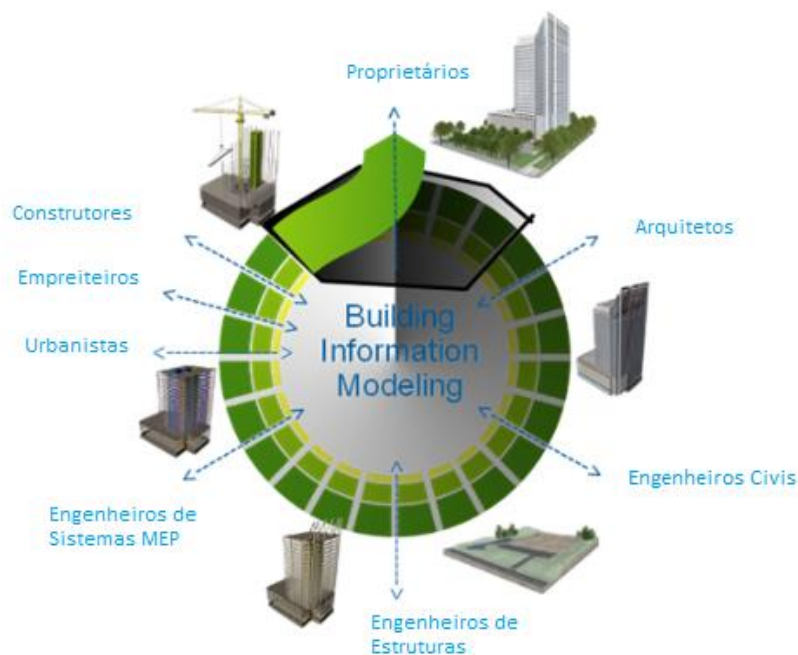 Proprietários
Construtores
Arquitetos
Empreiteiros
Urbanistas
Building
Information
Modeling
Engenheiros Civis
Engenheiros de
Sistemas MEP
Engenheiros de
Estruturas